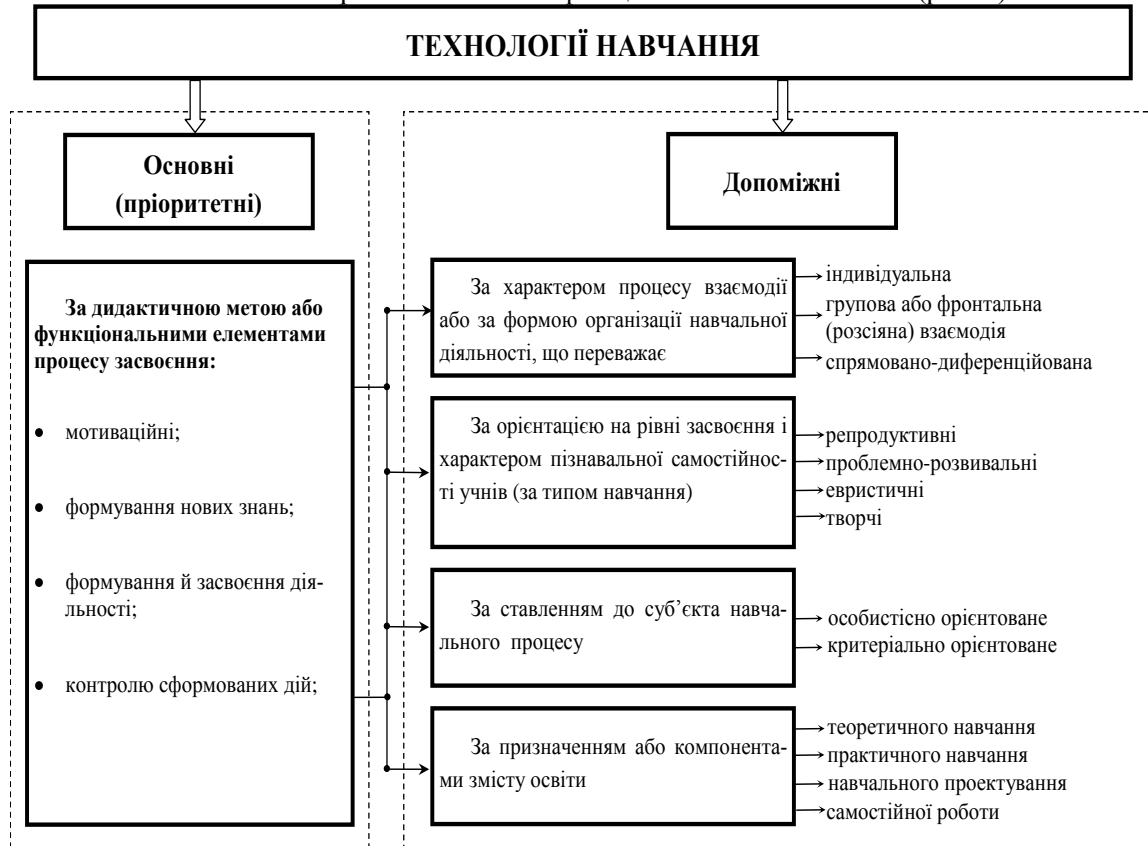 ТЕХНОЛОГІЇ НАВЧАННЯ
Основні
(пріоритетні)
Допоміжні
За дидактичною метою або
функціональними елементами
процесу засвоєння:
• мотиваційні;
• формування нових знань;
• формування й засвоєння дія-
льності;
• контролю сформованих дій;
За характером процесу взаємодії
або за формою організації навчальної
діяльності, що переважає
індивідуальна
групова або фронтальна
(розсіяна) взаємодія
спрямовано-диференційована
За орієнтацією на рівні засвоєння і
характером пізнавальної самостійнос-
ті учнів (за типом навчання)
репродуктивні
проблемно-розвивальні
евристичні
творчі
За ставленням до суб’єкта навча-
льного процесу
особистісно орієнтоване
критеріально орієнтоване
За призначенням або компонента-
ми змісту освіти
теоретичного навчання
практичного навчання
навчального проектування
самостійної роботи